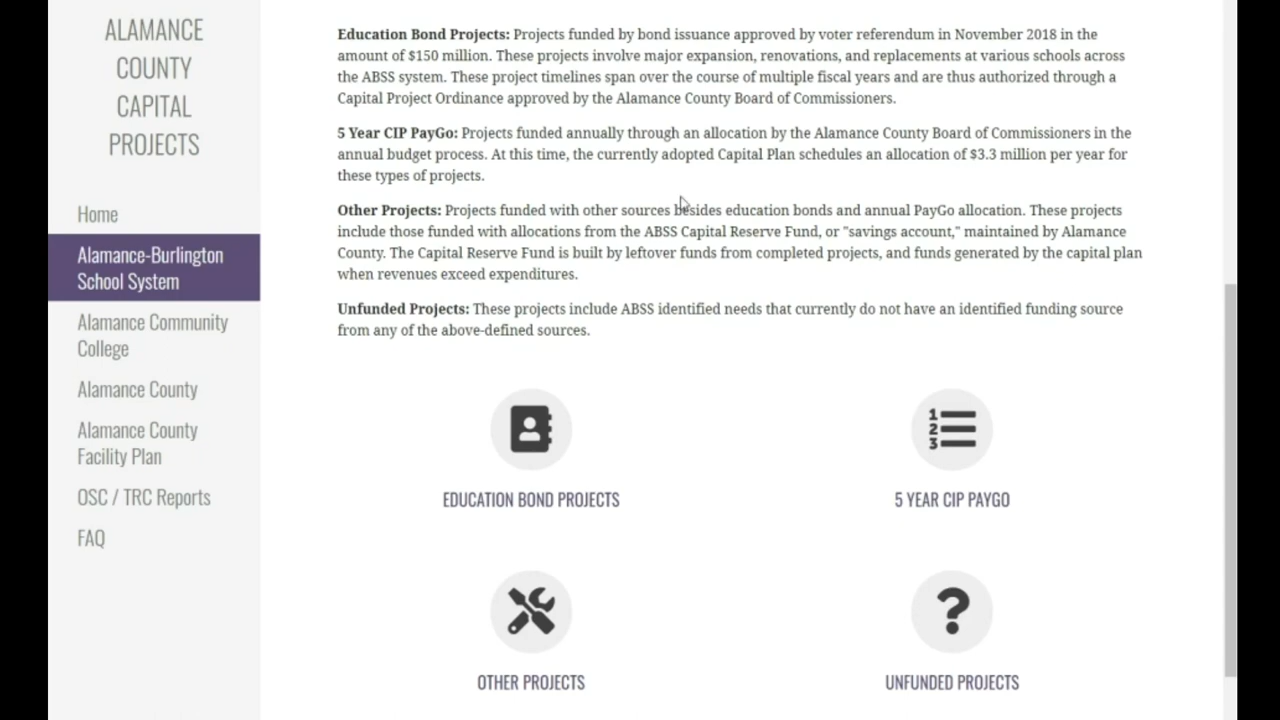 ALAMANCE
COUNTY
CAPITAL
PROJECTS
Home
Alamance-Burlington
School System
Alamance Community
College
Alamance County
Alamance County
Facility Plan
OSC / TRC Reports
FAQ
Education Bond Projects: Projects funded by bond issuance approved by voter referendum in November 2018 in the
amount of $150 million. These projects involve major expansion, renovations, and replacements at various schools across
the ABSS system. These project timelines span over the course of multiple fiscal years and are thus authorized through a
Capital Project Ordinance approved by the Alamance County Board of Commissioners.
5 Year CIP PayGo: Projects funded annually through an allocation by the Alamance County Board of Commissioners in the
annual budget process. At this time, the currently adopted Capital Plan schedules an allocation of $3.3 million per year for
these types of projects.
Other Projects: Projects funded with other sources besides education bonds and annual PayGo allocation. These projects
include those funded with allocations from the ABSS Capital Reserve Fund, or "savings account," maintained by Alamance
County. The Capital Reserve Fund is built by leftover funds from completed projects, and funds generated by the capital plan
when revenues exceed expenditures.
Unfunded Projects: These projects include ABSS identified needs that currently do not have an identified funding source
from any of the above-defined sources.
1
2
3
EDUCATION BOND PROJECTS
5 YEAR CIP PAYGO
?
OTHER PROJECTS
UNFUNDED PROJECTS